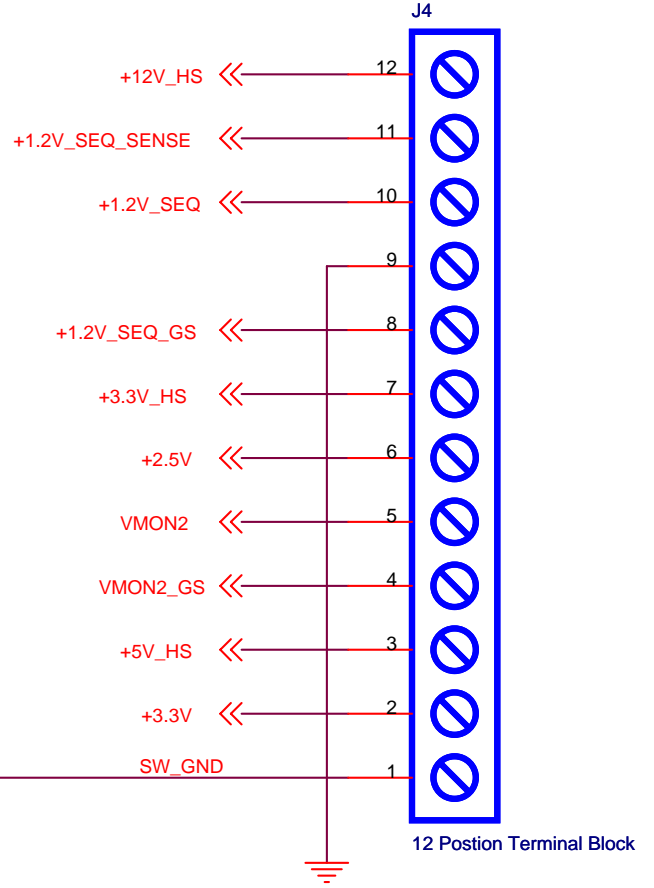 J4
+12V_HS 12
+1.2V_SEQ_SENSE 11
+1.2V_SEQ 10
9
+1.2V_SEQ_GS 8
+3.3V_HS 7
+2.5V 6
VMON2 5
VMON2_GS 4
+5V_HS 3
+3.3V 2
SW_GND 1
12 Postion Terminal Block